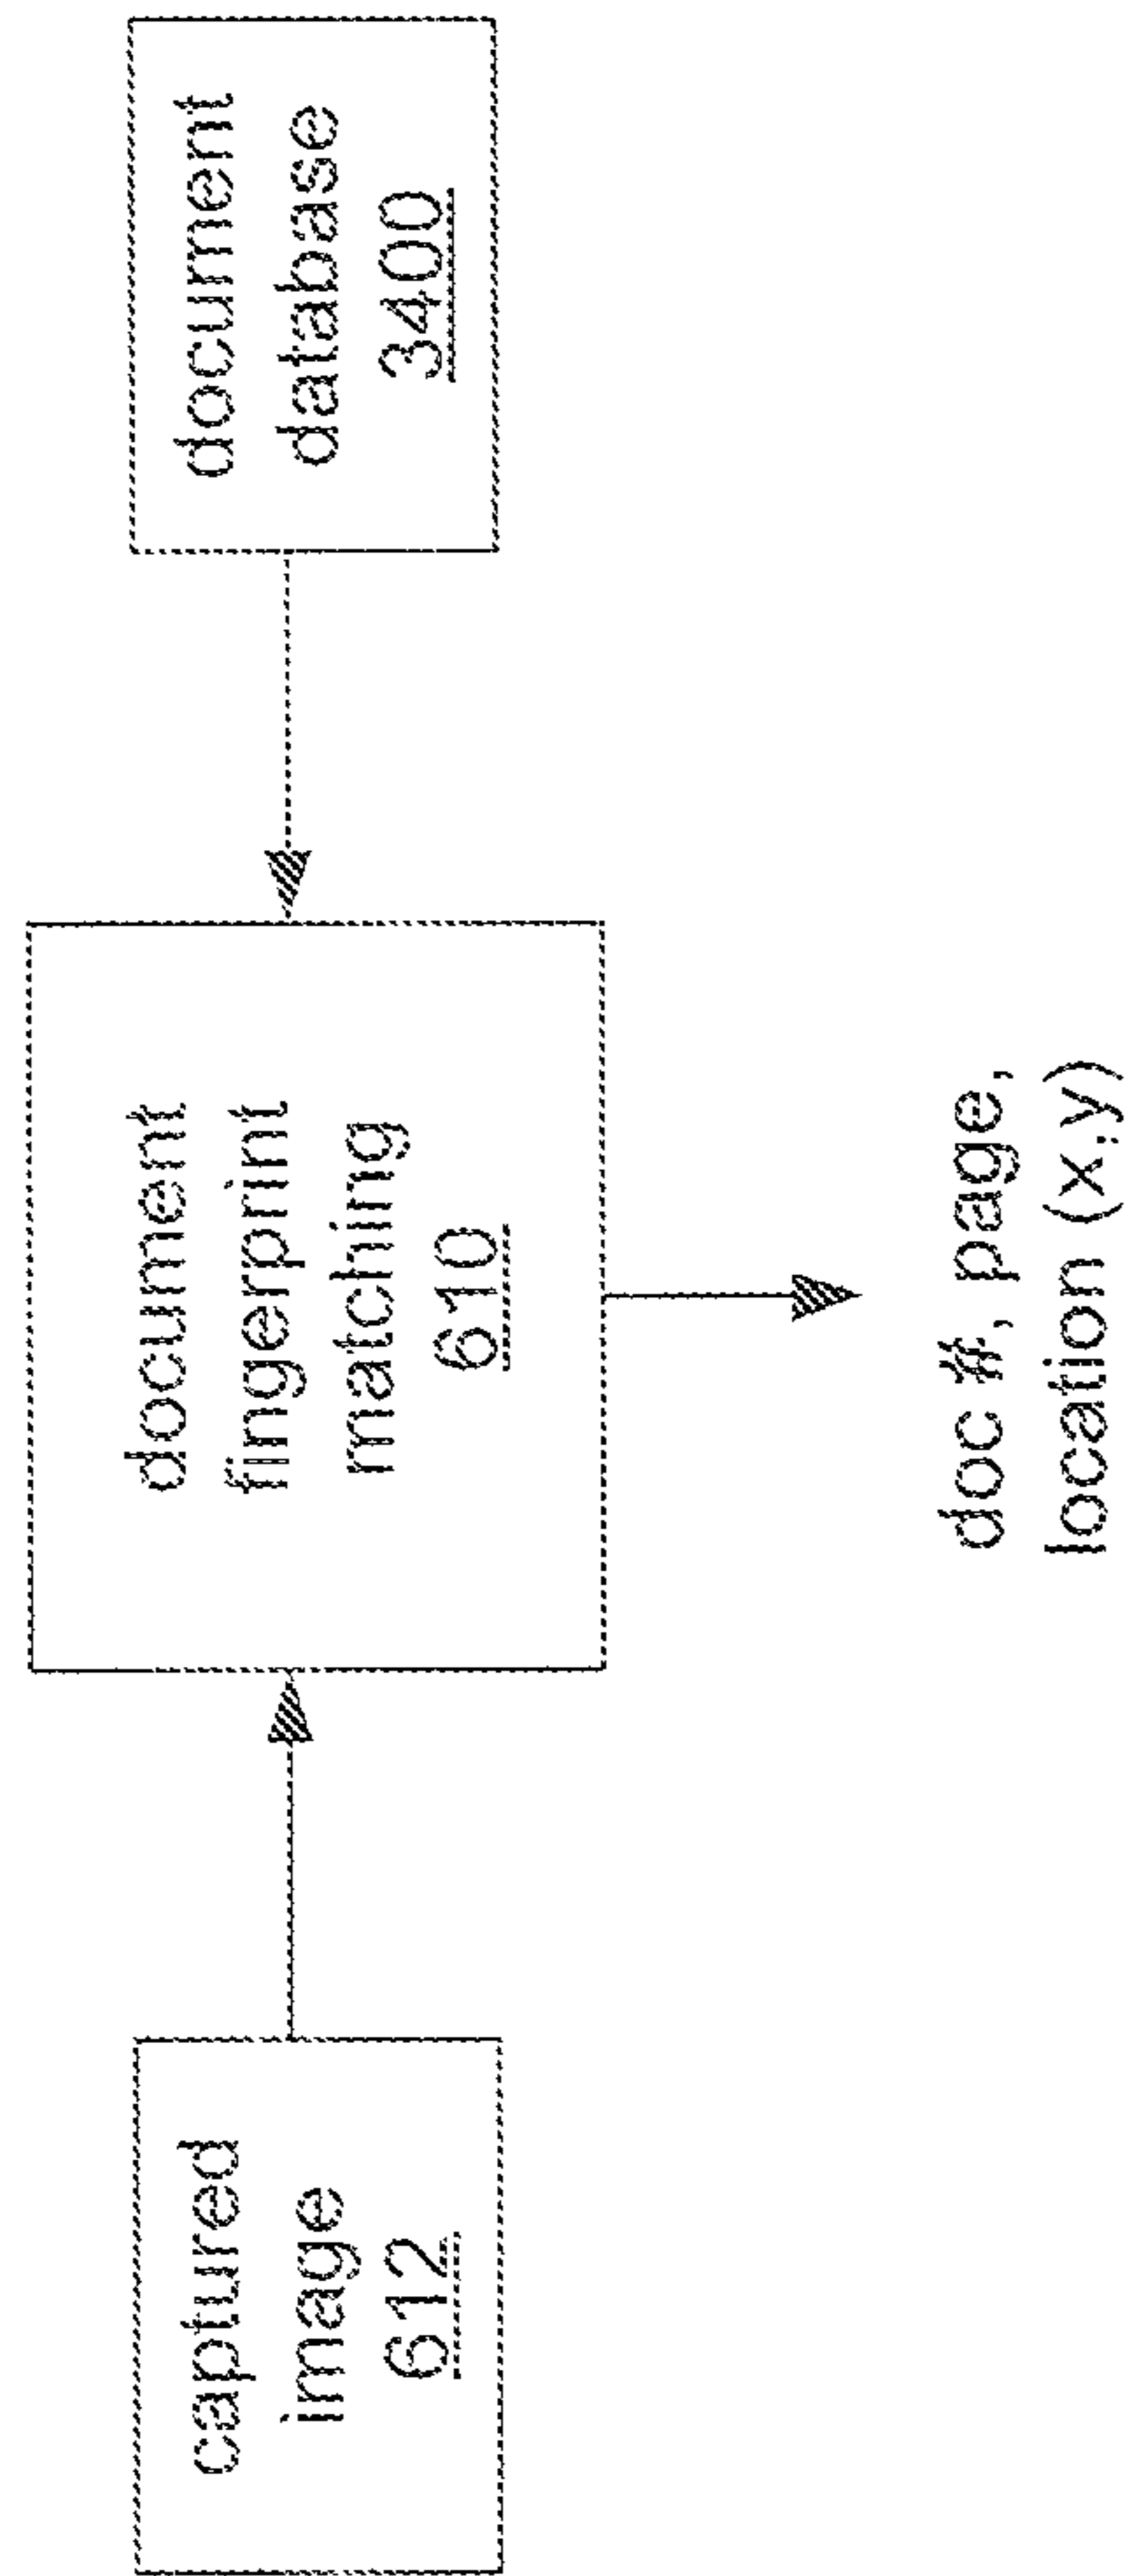 captured
image
612
document
fingerprint
matching
610
document
database
3400
doc #, page,
location (x,y)